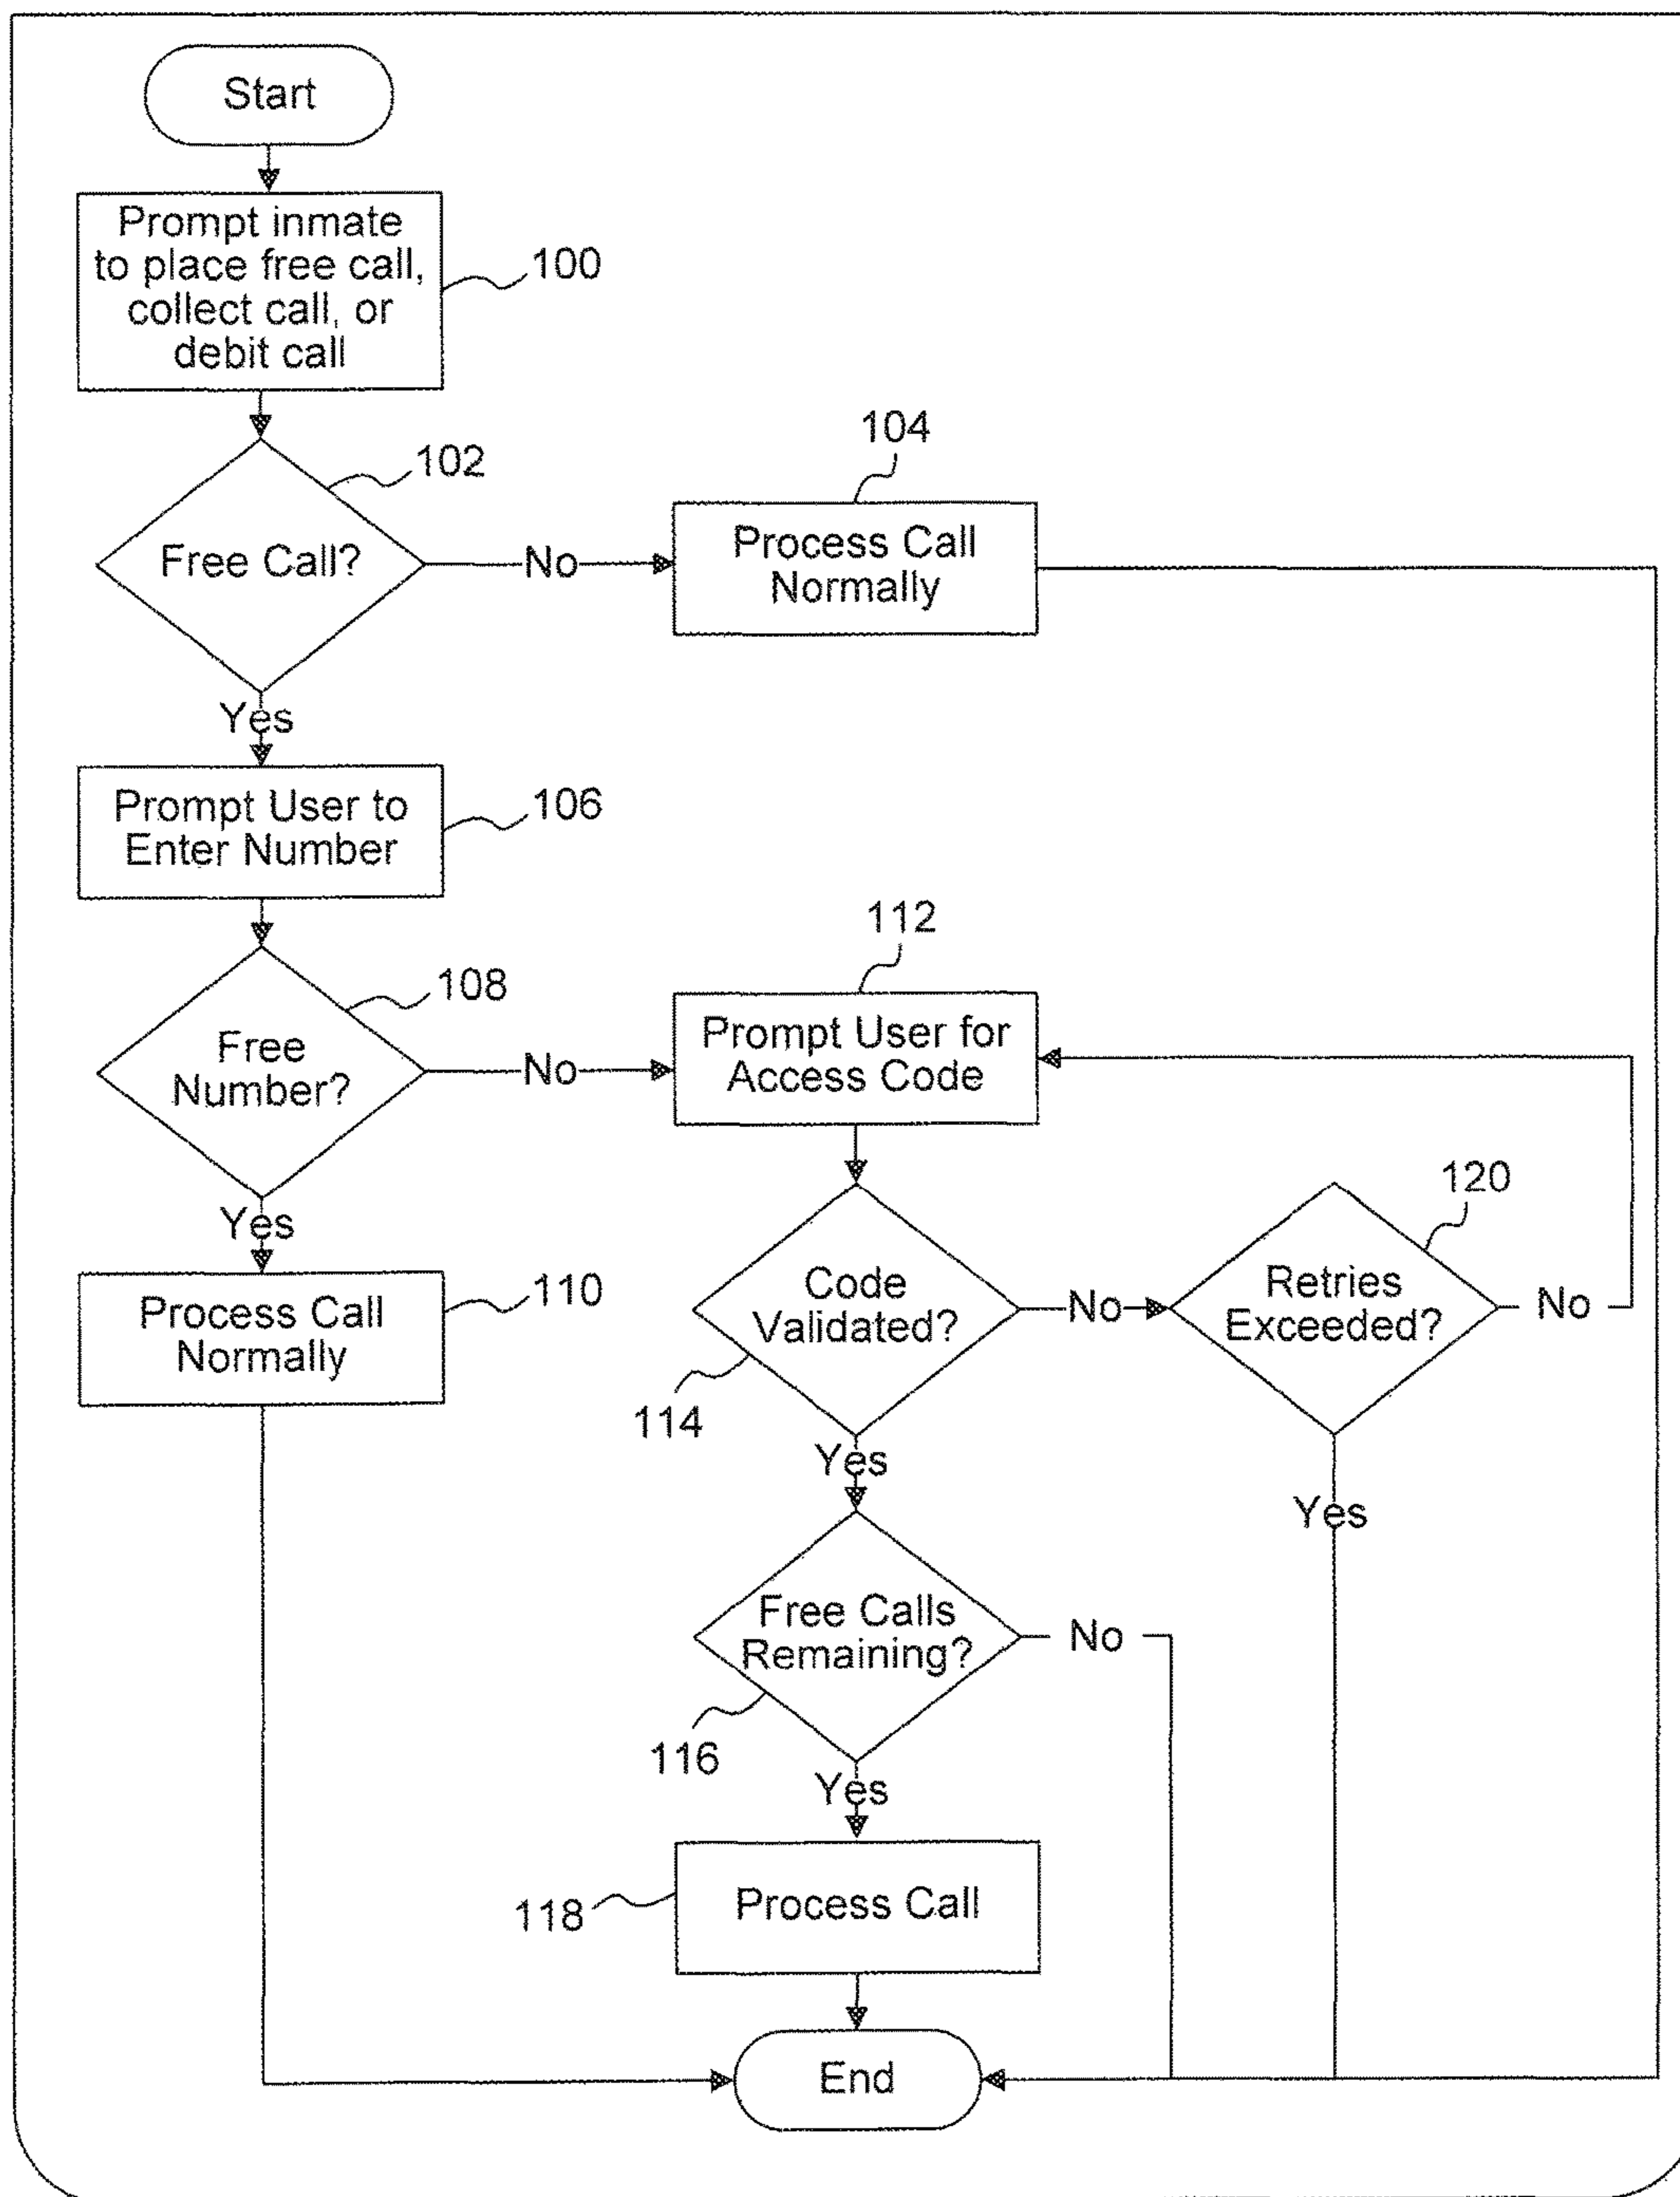 Start
Prompt inmate
to place free call,
collect call, or
debit call
100
102
Free Call?
No
104
Process Call
Normally
Yes
Prompt User to
Enter Number
106
108
Free
Number?
No
112
Prompt User for
Access Code
Yes
Process Call
Normally
110
Code
Validated?
114
No
120
Retries
Exceeded?
No
Yes
Yes
Free Calls
Remaining?
116
No
Yes
118
Process Call
End